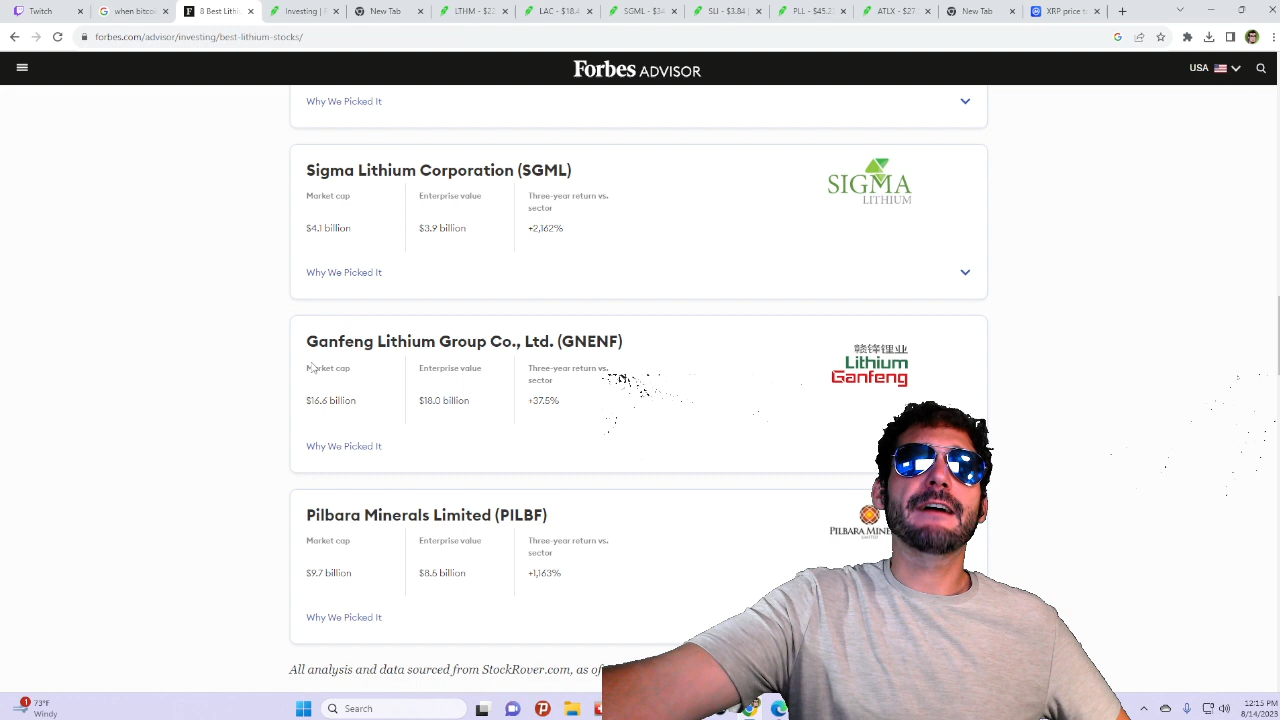 Twitch
when bitco
8 Best Lithi
Investing F
New Tab
LTHM - $2
LAC - $18.4
SGML - $34
SLI - $3.84
PLL - $45.2
ATLX - $27
New Tab
XRP price t
forbes.com/advisor/investing/best-lithium-stocks/
Forbes ADVISOR
USA
Why We Picked It
Sigma Lithium Corporation (SGML)
Market cap
Enterprise value
Three-year return vs.
sector
$4.1 billion
$3.9 billion
+2,162%
SIGMA
LITHIUM
Why We Picked It
Ganfeng Lithium Group Co., Ltd. (GNENF)
Market cap
Enterprise value
Three-year return vs.
sector
$16.6 billion
$18.0 billion
+37.5%
赣锋锂业
Lithium
Ganfeng
Why We Picked It
Pilbara Minerals Limited (PILBF)
Market cap
Enterprise value
Three-year return vs.
sector
$9.7 billion
$8.5 billion
+1,163%
PILBARA MINE
Why We Picked It
All analysis and data sourced from StockRover.com, as of
1
73°F
Windy
Search
12:15 PM
8/14/202